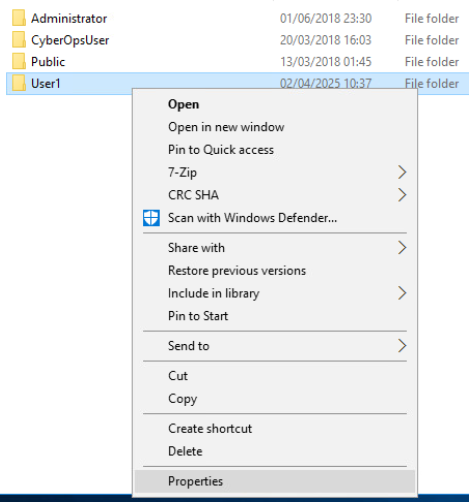 Administrator 01/06/2018 23:30 File folder
CyberOpsUser 20/03/2018 16:03 File folder
Public 13/03/2018 01:45 File folder
User1 02/04/2025 10:37 File folder
Open
Open in new window
Pin to Quick access
7-Zip
CRC SHA
Scan with Windows Defender...
Share with
Restore previous versions
Include in library
Pin to Start
Send to
Cut
Copy
Create shortcut
Delete
Properties